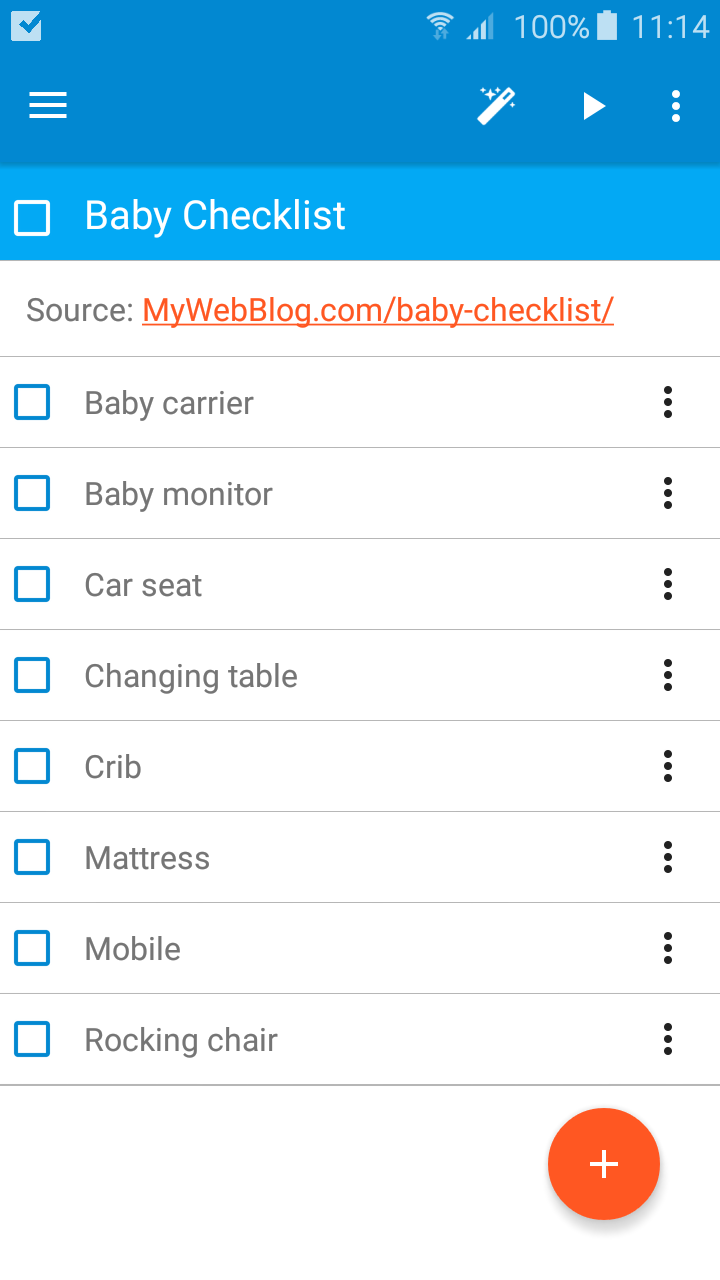 100% 11:14
Baby Checklist
Source: MyWebBlog.com/baby-checklist/
Baby carrier
Baby monitor
Car seat
Changing table
Crib
Mattress
Mobile
Rocking chair